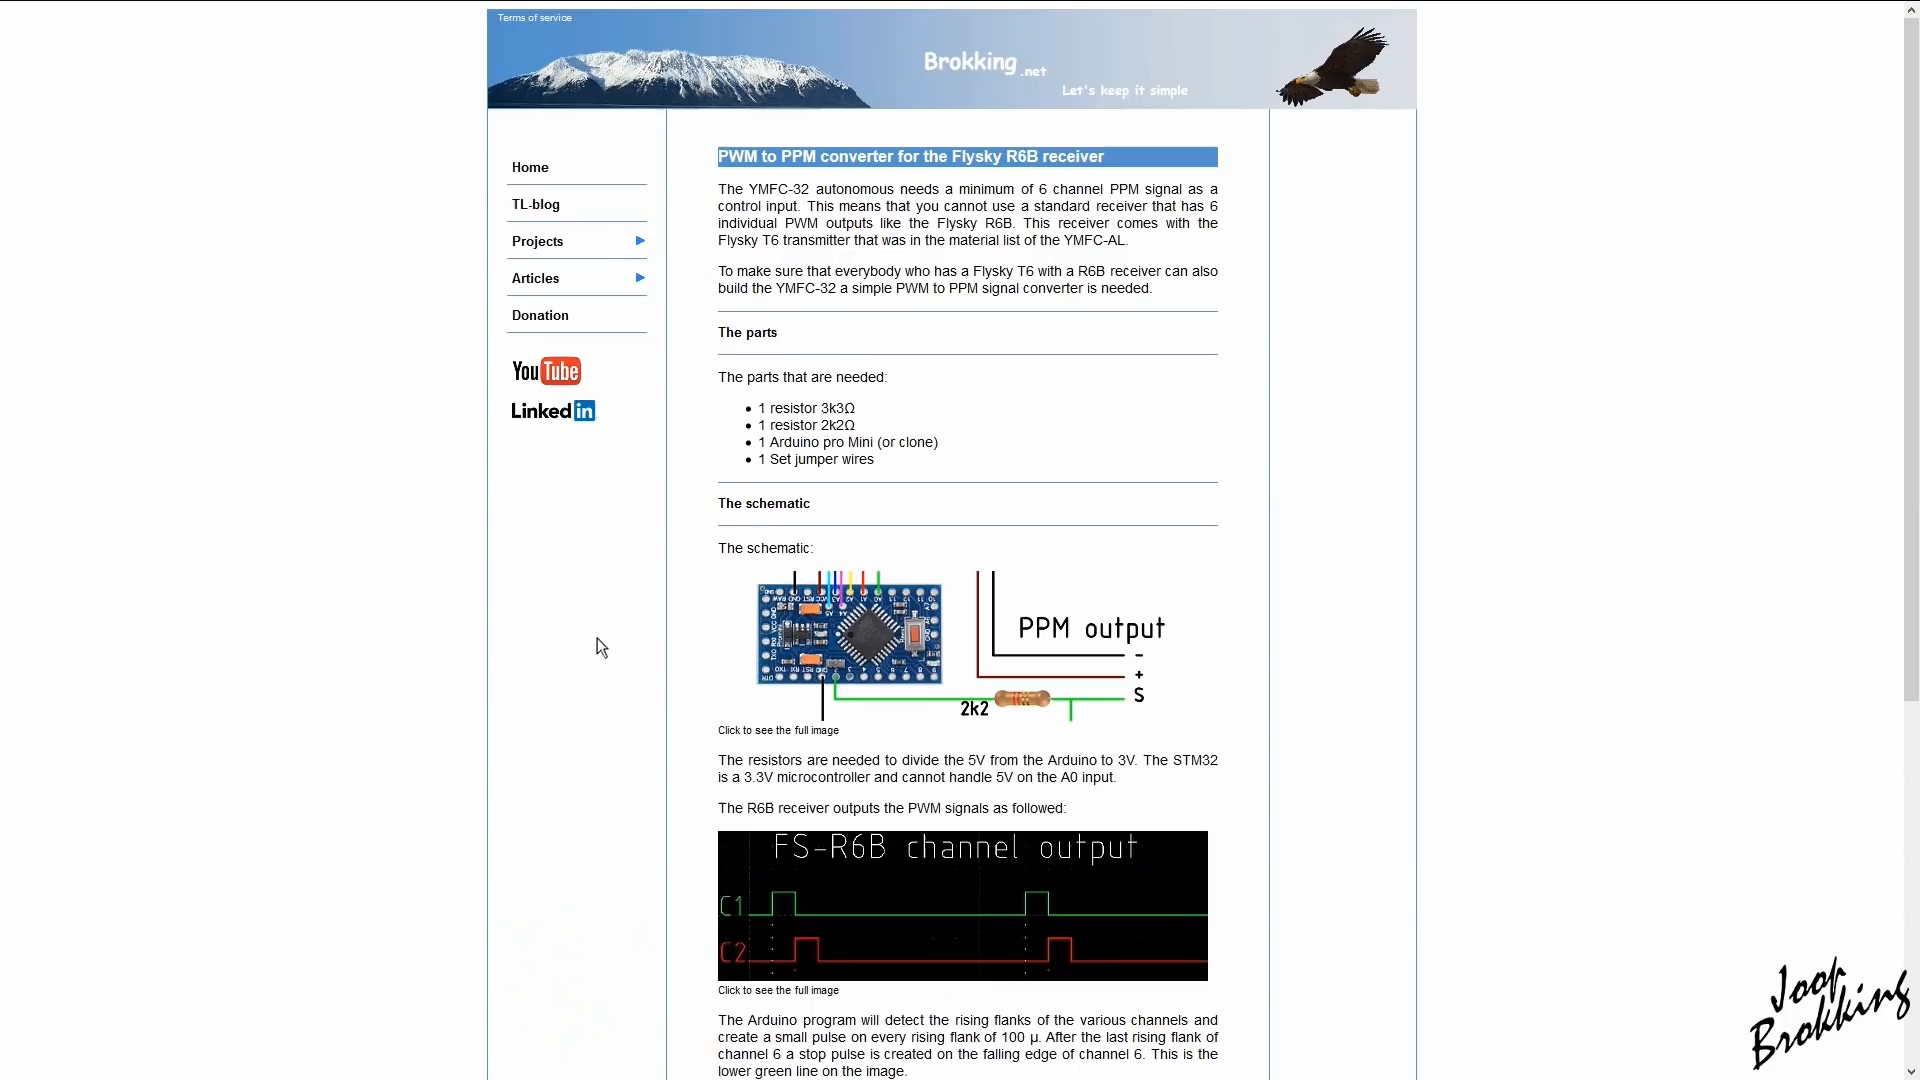 Terms of service
Brokking.net
Let's keep it simple
Home
TL-blog
Projects
Articles
Donation
YouTube
Linked in
PWM to PPM converter for the Flysky R6B receiver
The YMFC-32 autonomous needs a minimum of 6 channel PPM signal as a
control input. This means that you cannot use a standard receiver that has 6
individual PWM outputs like the Flysky R6B. This receiver comes with the
Flysky T6 transmitter that was in the material list of the YMFC-AL.
To make sure that everybody who has a Flysky T6 with a R6B receiver can also
build the YMFC-32 a simple PWM to PPM signal converter is needed.
The parts
The parts that are needed:
1 resistor 3k3Ω
1 resistor 2k2Ω
1 Arduino pro Mini (or clone)
1 Set jumper wires
The schematic
The schematic:
PPM output
-
+
S
2k2
Click to see the full image
The resistors are needed to divide the 5V from the Arduino to 3V. The STM32
is a 3.3V microcontroller and cannot handle 5V on the A0 input.
The R6B receiver outputs the PWM signals as followed:
FS-R6B channel output
C1
C2
Click to see the full image
The Arduino program will detect the rising flanks of the various channels and
create a small pulse on every rising flank of 100 µ. After the last rising flank of
channel 6 a stop pulse is created on the falling edge of channel 6. This is the
lower green line on the image.
Joop
Brokking